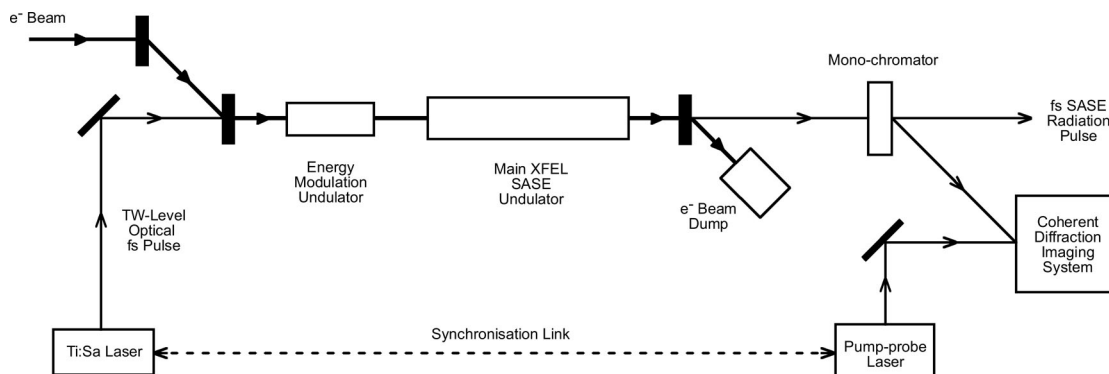 e⁻ Beam
Mono-chromator
fs SASE
Radiation
Pulse
Energy
Modulation
Undulator
Main XFEL
SASE
Undulator
e⁻ Beam
Dump
TW-Level
Optical
fs Pulse
Coherent
Diffraction
Imaging
System
Synchronisation Link
Ti:Sa Laser
Pump-probe
Laser